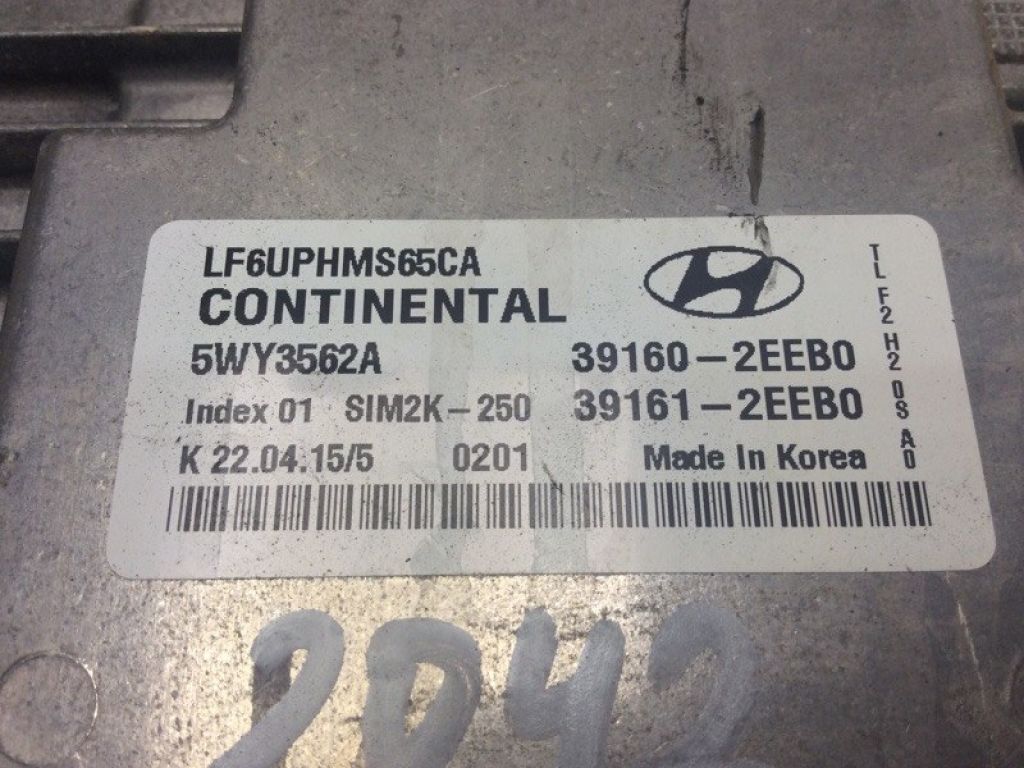 LF6UPHMS65CA
CONTINENTAL
5WY3562A
39160-2EEB0
Index 01 SIM2K-250
39161-2EEB0
K 22.04.15/5 0201
Made In Korea
TL F2 H2 0S A0
2D42